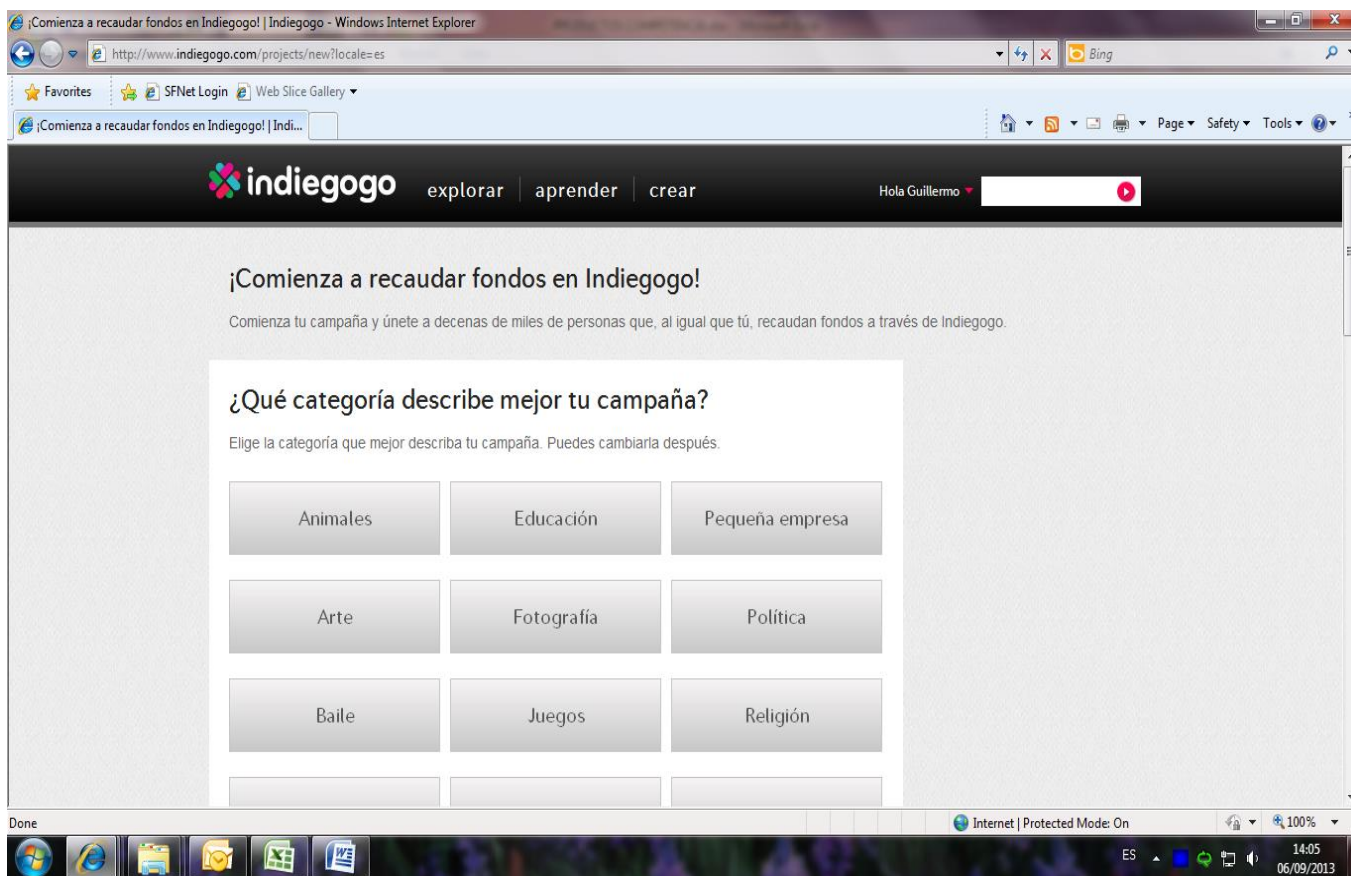 ¡Comienza a recaudar fondos en Indiegogo! | Indiegogo - Windows Internet Explorer
http://www.indiegogo.com/projects/new?locale=es
Bing
Favorites SFNet Login Web Slice Gallery
¡Comienza a recaudar fondos en Indiegogo! | Indi...
Page Safety Tools
indiegogo explorar aprender crear Hola Guillermo
¡Comienza a recaudar fondos en Indiegogo!
Comienza tu campaña y únete a decenas de miles de personas que, al igual que tú, recaudan fondos a través de Indiegogo.
¿Qué categoría describe mejor tu campaña?
Elige la categoría que mejor describa tu campaña. Puedes cambiarla después.
Animales Educación Pequeña empresa
Arte Fotografía Política
Baile Juegos Religión
Done Internet | Protected Mode: On 100%
ES 14:05
06/09/2013